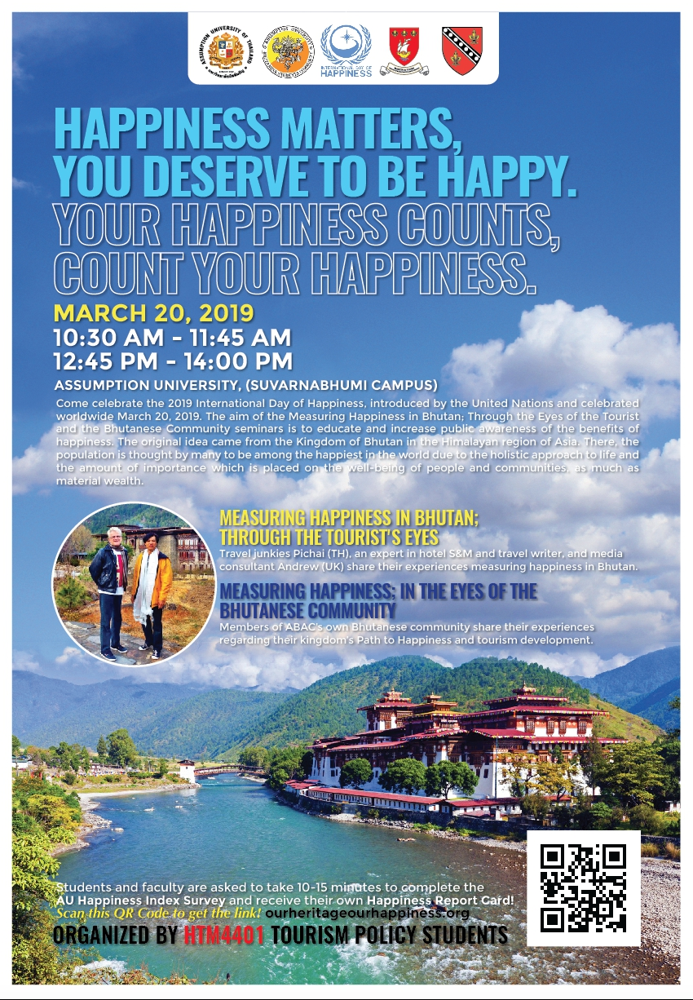 ASSUMPTION UNIVERSITY OF THAILAND
INTERNATIONAL DAY OF
HAPPINESS
HAPPINESS MATTERS,
YOU DESERVE TO BE HAPPY.
YOUR HAPPINESS COUNTS,
COUNT YOUR HAPPINESS.
MARCH 20, 2019
10:30 AM - 11:45 AM
12:45 PM - 14:00 PM
ASSUMPTION UNIVERSITY, (SUVARNABHUMI CAMPUS)
Come celebrate the 2019 International Day of Happiness, introduced by the United Nations and celebrated
worldwide March 20, 2019. The aim of the Measuring Happiness in Bhutan; Through the Eyes of the Tourist
and the Bhutanese Community seminars is to educate and increase public awareness of the benefits of
happiness. The original idea came from the Kingdom of Bhutan in the Himalayan region of Asia. There, the
population is thought by many to be among the happiest in the world due to the holistic approach to life and
the amount of importance which is placed on the well-being of people and communities, as much as
material wealth.
MEASURING HAPPINESS IN BHUTAN;
THROUGH THE TOURIST'S EYES
Travel junkies Pichai (TH), an expert in hotel S&M and travel writer, and media
consultant Andrew (UK) share their experiences measuring happiness in Bhutan.
MEASURING HAPPINESS; IN THE EYES OF THE
BHUTANESE COMMUNITY
Members of ABAC's own Bhutanese community share their experiences
regarding their kingdom's Path to Happiness and tourism development.
Students and faculty are asked to take 10-15 minutes to complete the
AU Happiness Index Survey and receive their own Happiness Report Card!
Scan this QR Code to get the link! ourheritageourhappiness.org
ORGANIZED BY HTM4401 TOURISM POLICY STUDENTS